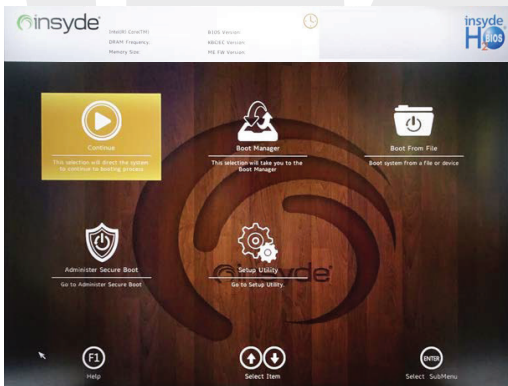 insyde
Intel(R) Core(TM)
BIOS Version
DRAM Frequency
KBC/EC Version
Memory Size
ME FW Version
insyde
H2O BIOS
Continue
This selection will direct the system
to continue to booting process
Boot Manager
This selection will take you to the
Boot Manager
Boot From File
Boot system from a file or device
Administer Secure Boot
Go to Administer Secure Boot
Setup Utility
Go to Setup Utility.
insyde
F1
Help
Select Item
ENTER
Select SubMenu